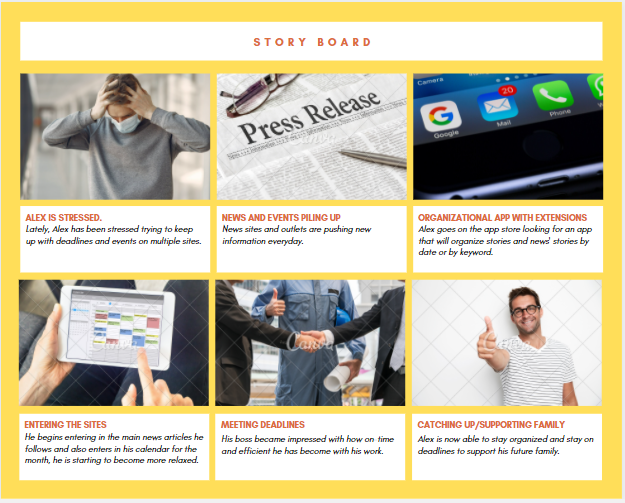 STORY BOARD
Press Release
Camera
20
Google
Mail
Phone
ALEX IS STRESSED.
Lately, Alex has been stressed trying to keep
up with deadlines and events on multiple sites.
NEWS AND EVENTS PILING UP
News sites and outlets are pushing new
information everyday.
ORGANIZATIONAL APP WITH EXTENSIONS
Alex goes on the app store looking for an app
that will organize stories and news' stories by
date or by keyword.
Canva
Canva
ENTERING THE SITES
He begins entering in the main news articles he
follows and also enters in his calendar for the
month, he is starting to become more relaxed.
MEETING DEADLINES
His boss became impressed with how on-time
and efficient he has become with his work.
CATCHING UP/SUPPORTING FAMILY
Alex is now able to stay organized and stay on
deadlines to support his future family.